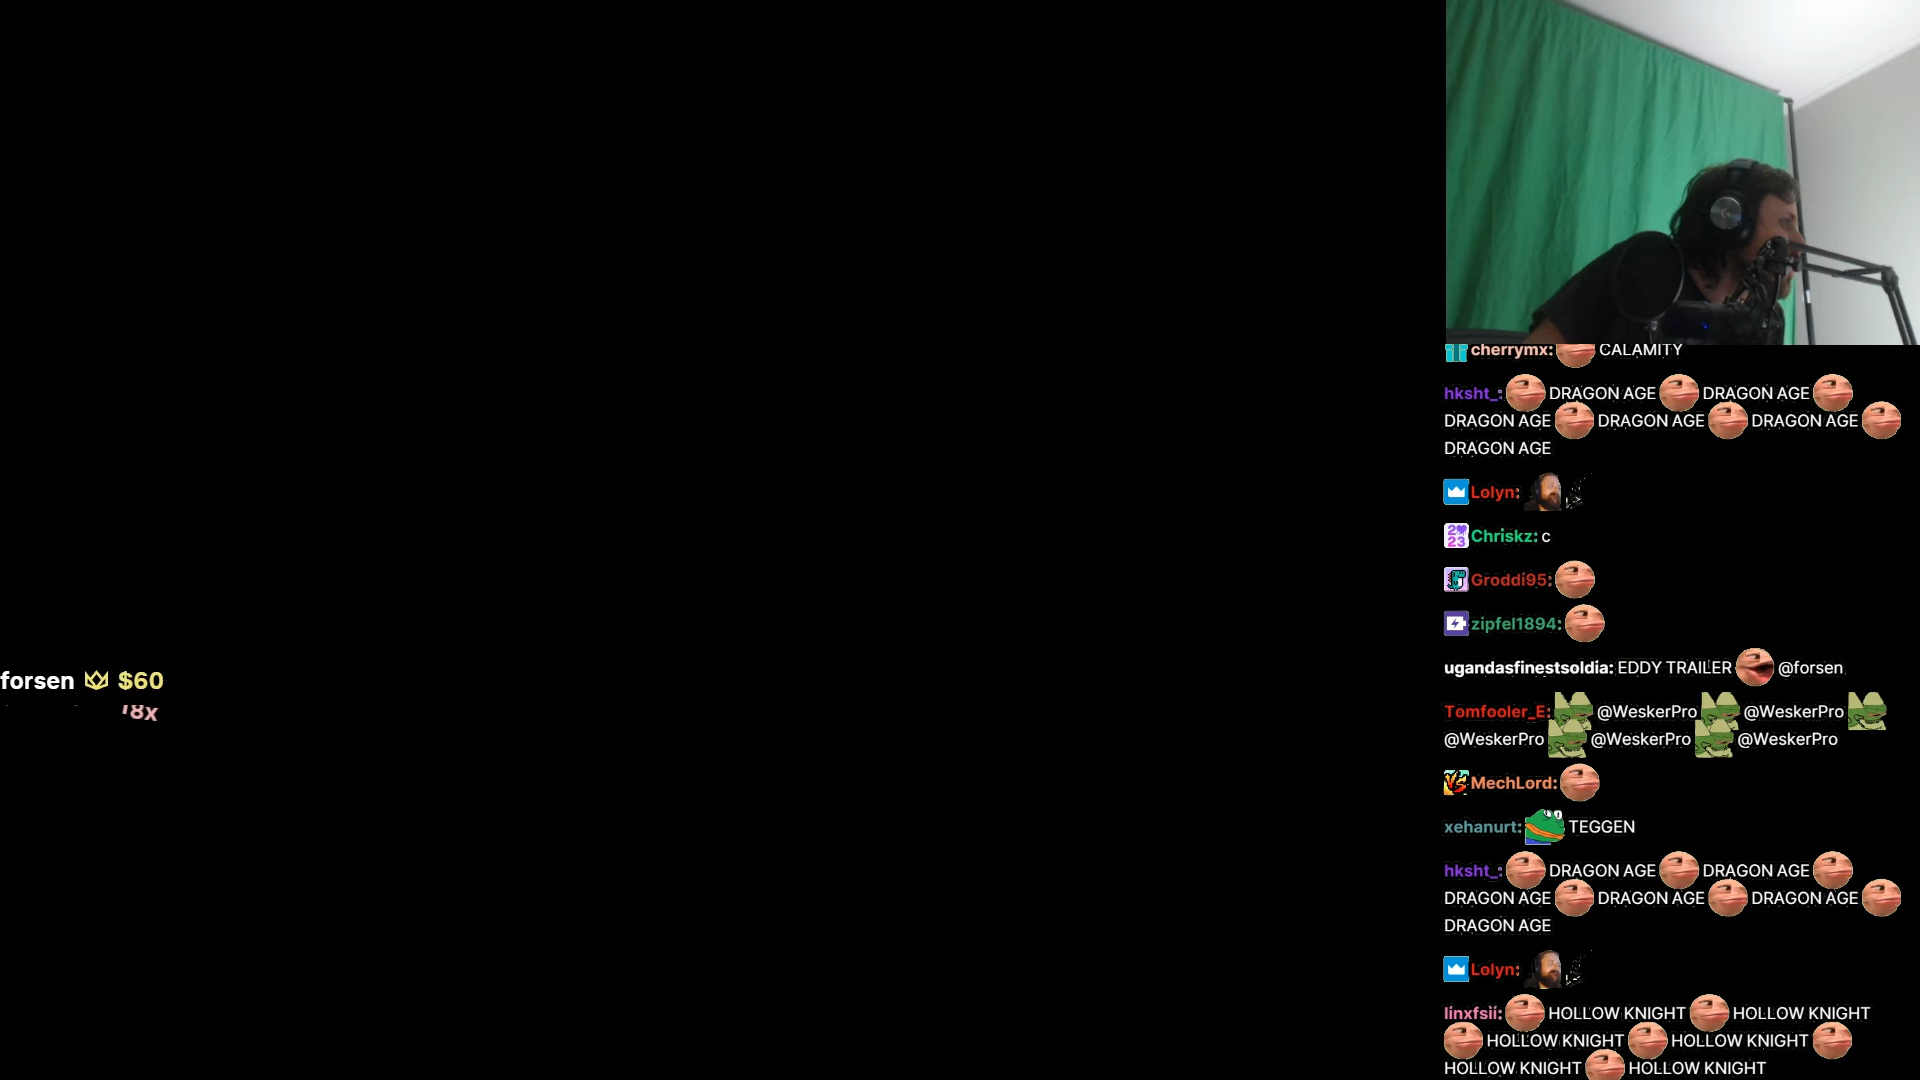 forsen $60
18x
cherrymx: CALAMITY
hksht_: DRAGON AGE DRAGON AGE
DRAGON AGE DRAGON AGE DRAGON AGE
DRAGON AGE
Lolyn:
Chriskz: c
Groddi95:
zipfel1894:
ugandasfinestsoldia: EDDY TRAILER @forsen
Tomfooler_E: @WeskerPro @WeskerPro
@WeskerPro @WeskerPro @WeskerPro
MechLord:
xehanurt: TEGGEN
hksht_: DRAGON AGE DRAGON AGE
DRAGON AGE DRAGON AGE DRAGON AGE
DRAGON AGE
Lolyn:
línxfsií: HOLLOW KNIGHT HOLLOW KNIGHT
HOLLOW KNIGHT HOLLOW KNIGHT
HOLLOW KNIGHT HOLLOW KNIGHT